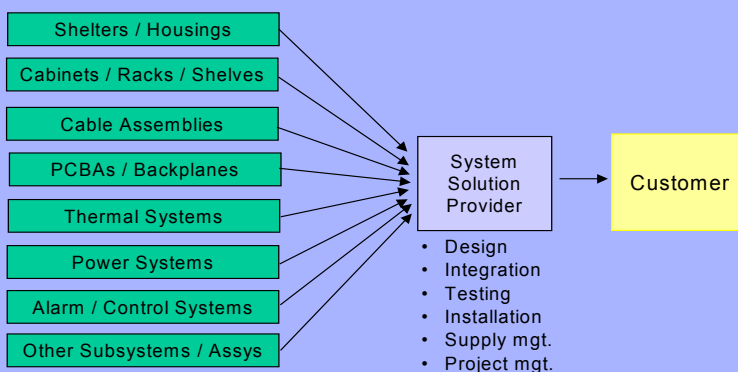 Shelters / Housings
Cabinets / Racks / Shelves
Cable Assemblies
PCBAs / Backplanes
Thermal Systems
Power Systems
Alarm / Control Systems
Other Subsystems / Assys
System
Solution
Provider
• Design
• Integration
• Testing
• Installation
• Supply mgt.
• Project mgt.
Customer